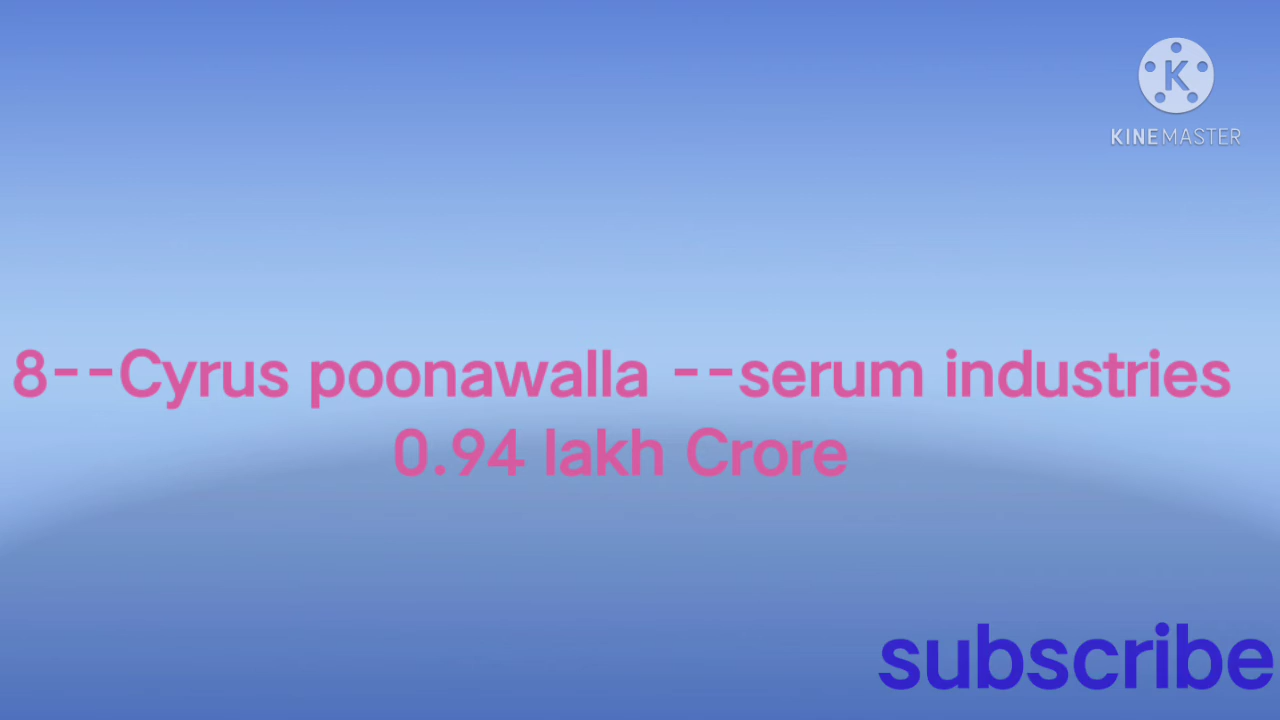 K
KINEMASTER
8--Cyrus poonawalla --serum industries
0.94 lakh Crore
subscribe